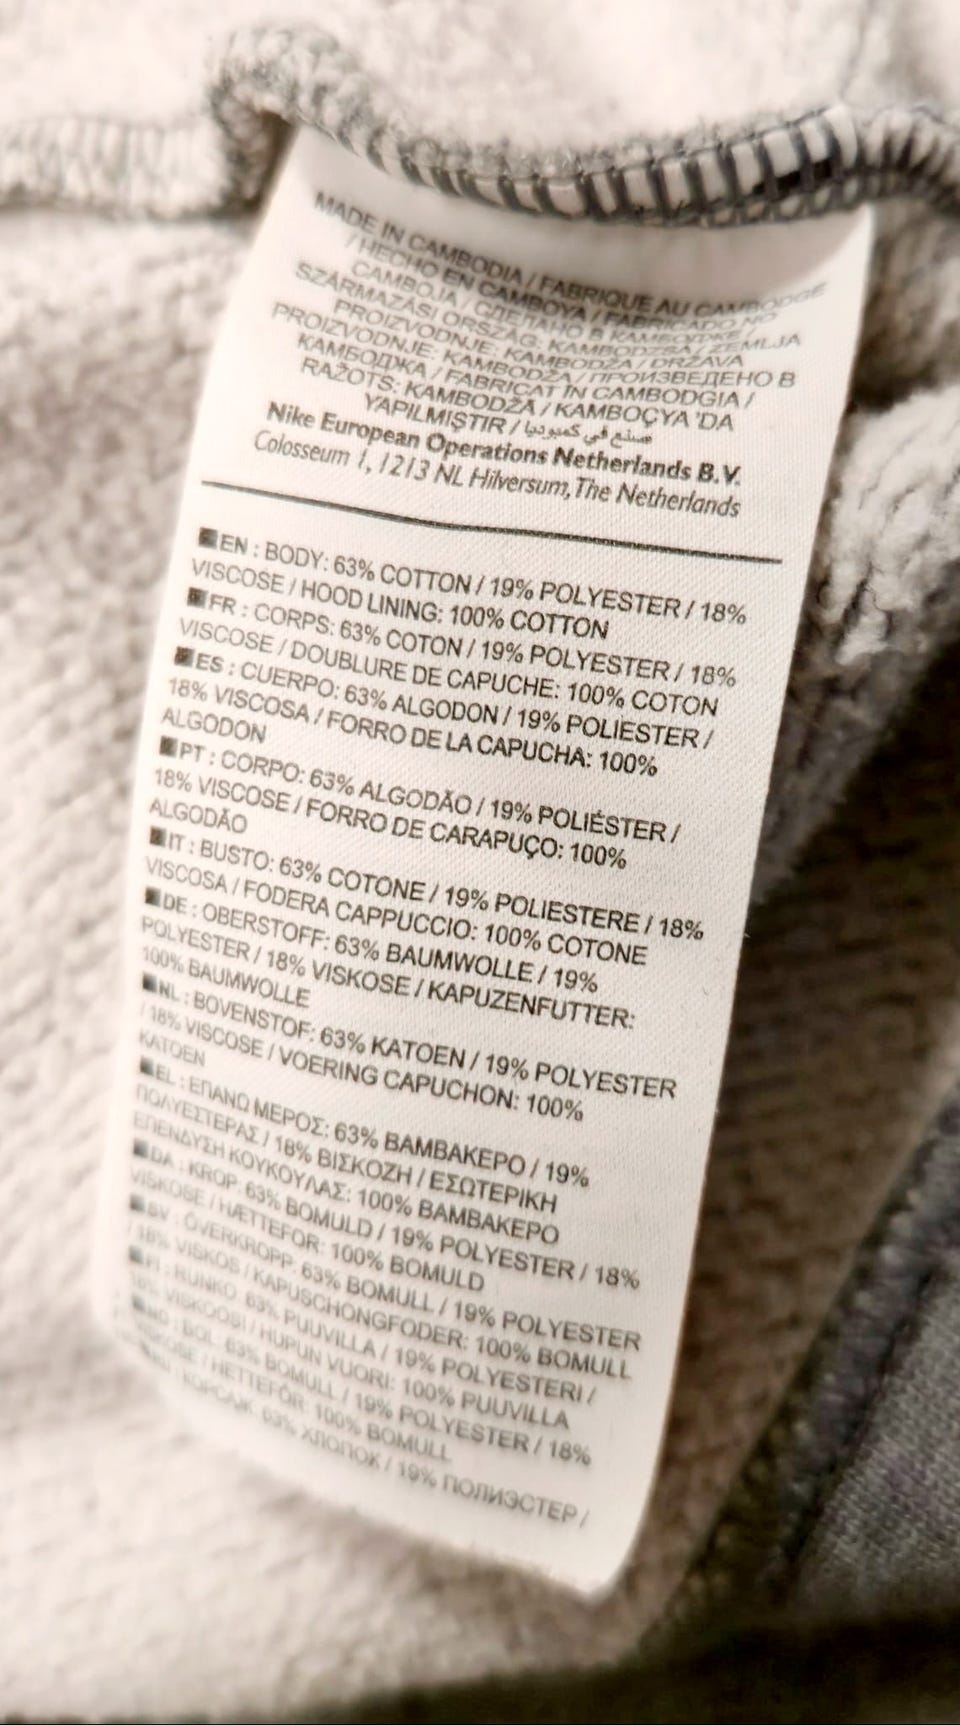 MADE IN CAMBODIA / FABRIQUE AU CAMBODGE
/ HECHO EN CAMBOYA / FABRICADO NO
CAMBOJA / СДЕЛАНО В КАМБОДЖЕ /
SZÁRMAZÁSI ORSZÁG: KAMBODZSA / ZEMLJA
PROIZVODNJE: KAMBODŽA / DRŽAVA
PROIZVODNJE: KAMBODŽA / ПРОИЗВЕДЕНО В
КАМБОДЖА / FABRICAT ÎN CAMBODGIA /
RAŽOTS: KAMBODŽA / KAMBOÇYA 'DA
YAPILMIŞTIR / صنع في كمبوديا
Nike European Operations Netherlands B.V.
Colosseum 1, 1213 NL Hilversum, The Netherlands
EN : BODY: 63% COTTON / 19% POLYESTER / 18%
VISCOSE / HOOD LINING: 100% COTTON
FR : CORPS: 63% COTON / 19% POLYESTER / 18%
VISCOSE / DOUBLURE DE CAPUCHE: 100% COTON
ES : CUERPO: 63% ALGODON / 19% POLIESTER /
18% VISCOSA / FORRO DE LA CAPUCHA: 100%
ALGODON
PT : CORPO: 63% ALGODÃO / 19% POLIÉSTER /
18% VISCOSE / FORRO DE CARAPUÇO: 100%
ALGODÃO
IT : BUSTO: 63% COTONE / 19% POLIESTERE / 18%
VISCOSA / FODERA CAPPUCCIO: 100% COTONE
DE : OBERSTOFF: 63% BAUMWOLLE / 19%
POLYESTER / 18% VISKOSE / KAPUZENFUTTER:
100% BAUMWOLLE
NL : BOVENSTOF: 63% KATOEN / 19% POLYESTER
/ 18% VISCOSE / VOERING CAPUCHON: 100%
KATOEN
EL : ΕΠΑΝΩ ΜΕΡΟΣ: 63% ΒΑΜΒΑΚΕΡΟ / 19%
ΠΟΛΥΕΣΤΕΡΑΣ / 18% ΒΙΣΚΟΖΗ / ΕΣΩΤΕΡΙΚΗ
ΕΠΕΝΔΥΣΗ ΚΟΥΚΟΥΛΑΣ: 100% ΒΑΜΒΑΚΕΡΟ
DA : KROP: 63% BOMULD / 19% POLYESTER / 18%
VISKOSE / HÆTTEFOR: 100% BOMULD
SV : ÖVERKROPP: 63% BOMULL / 19% POLYESTER
/ 18% VISKOS / KAPUSCHONGFODER: 100% BOMULL
FI : RUNKO: 63% PUUVILLA / 19% POLYESTERI /
18% VISKOOSI / HUPUN VUORI: 100% PUUVILLA
NO : BOL: 63% BOMULL / 19% POLYESTER / 18%
VISKOSE / HETTEFÔR: 100% BOMULL
RU : КОРСАЖ: 63% ХЛОПОК / 19% ПОЛИЭСТЕР /